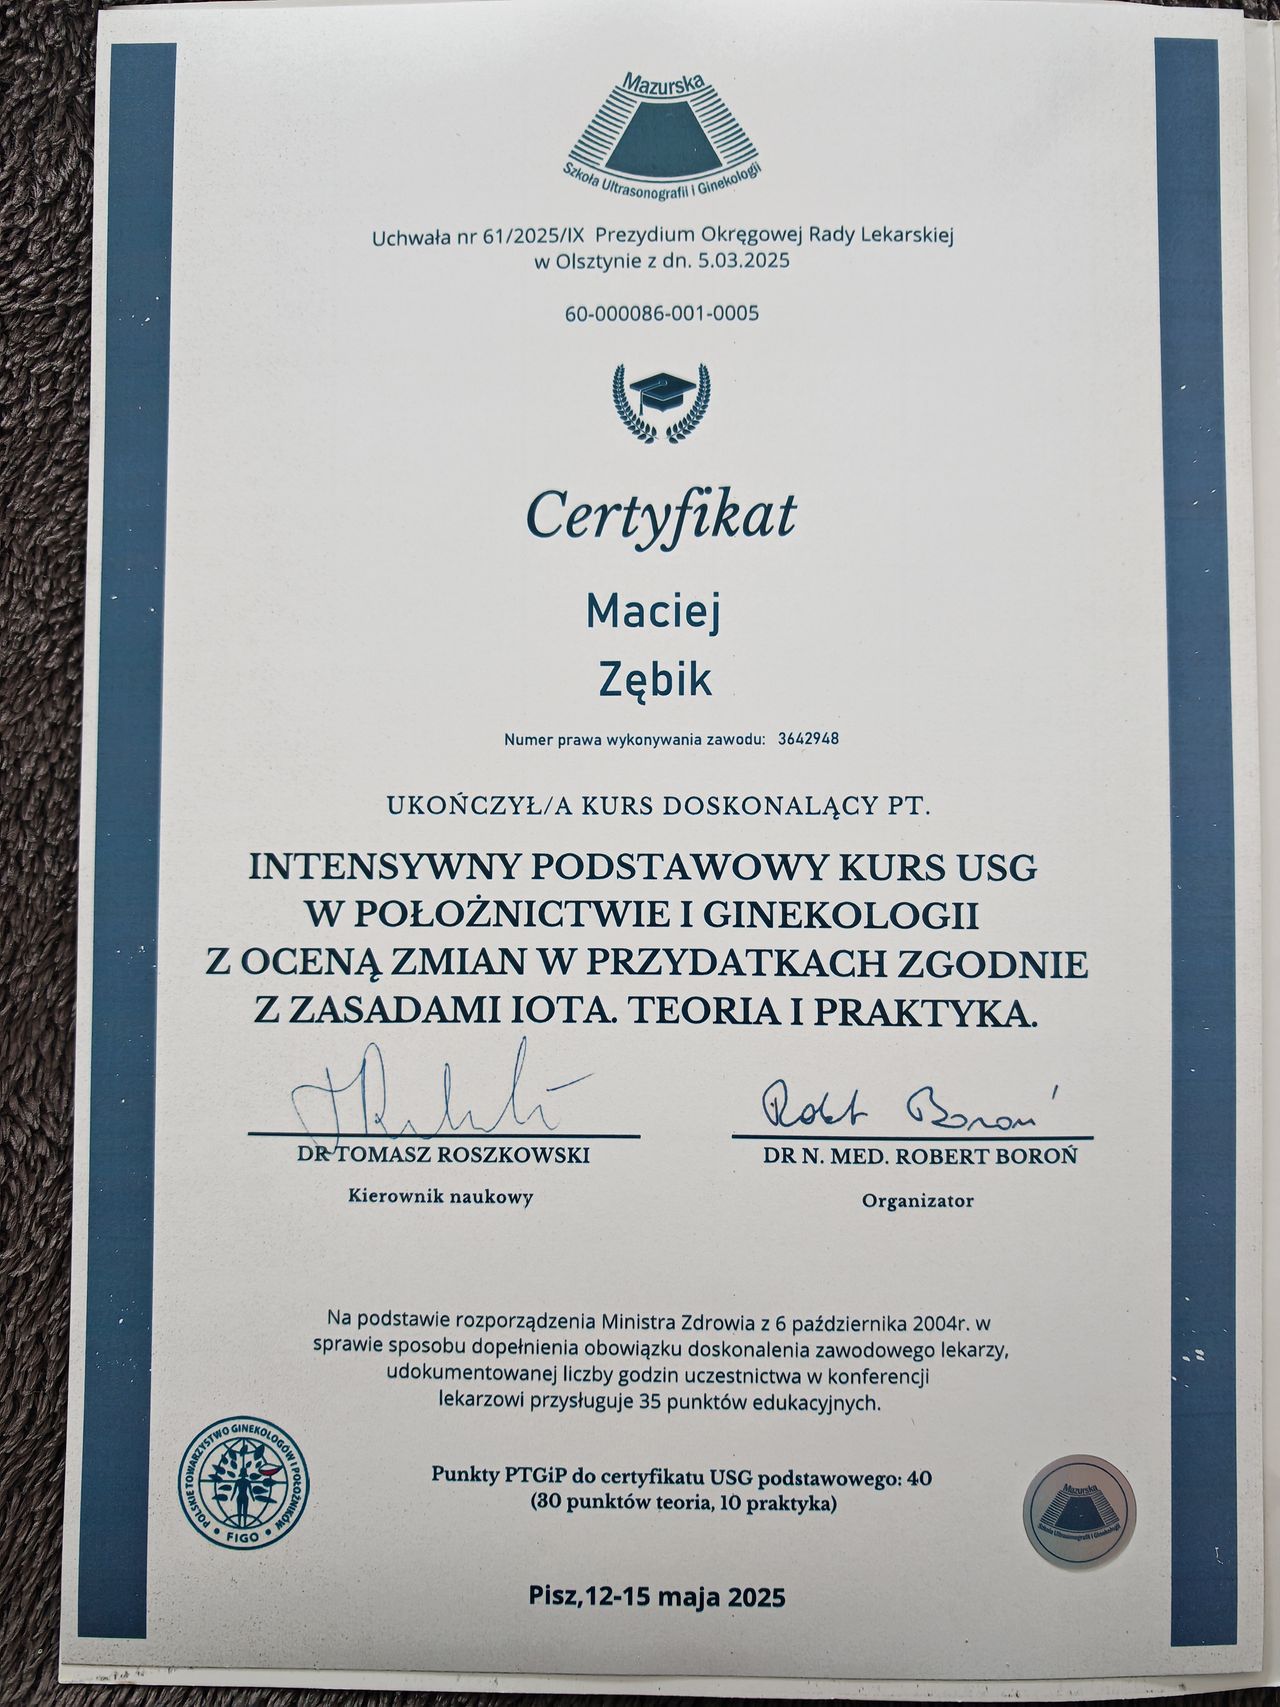 Mazurska
Szkoła Ultrasonografii i Ginekologii
Uchwała nr 61/2025/IX Prezydium Okręgowej Rady Lekarskiej
w Olsztynie z dn. 5.03.2025
60-000086-001-0005
Certyfikat
Maciej
Zębik
Numer prawa wykonywania zawodu: 3642948
UKOŃCZYŁ/A KURS DOSKONALĄCY PT.
INTENSYWNY PODSTAWOWY KURS USG
W POŁOŻNICTWIE I GINEKOLOGII
Z OCENĄ ZMIAN W PRZYDATKACH ZGODNIE
Z ZASADAMI IOTA. TEORIA I PRAKTYKA.
Robert Boroń
DR TOMASZ ROSZKOWSKI
DR N. MED. ROBERT BOROŃ
Kierownik naukowy
Organizator
Na podstawie rozporządzenia Ministra Zdrowia z 6 października 2004r. w
sprawie sposobu dopełnienia obowiązku doskonalenia zawodowego lekarzy,
udokumentowanej liczby godzin uczestnictwa w konferencji
lekarzowi przysługuje 35 punktów edukacyjnych.
POLSKIE TOWARZYSTWO GINEKOLOGÓW I POŁOŻNIKÓW
FIGO
Punkty PTGiP do certyfikatu USG podstawowego: 40
(30 punktów teoria, 10 praktyka)
Mazurska
Szkoła Ultrasonografii i Ginekologii
Pisz,12-15 maja 2025